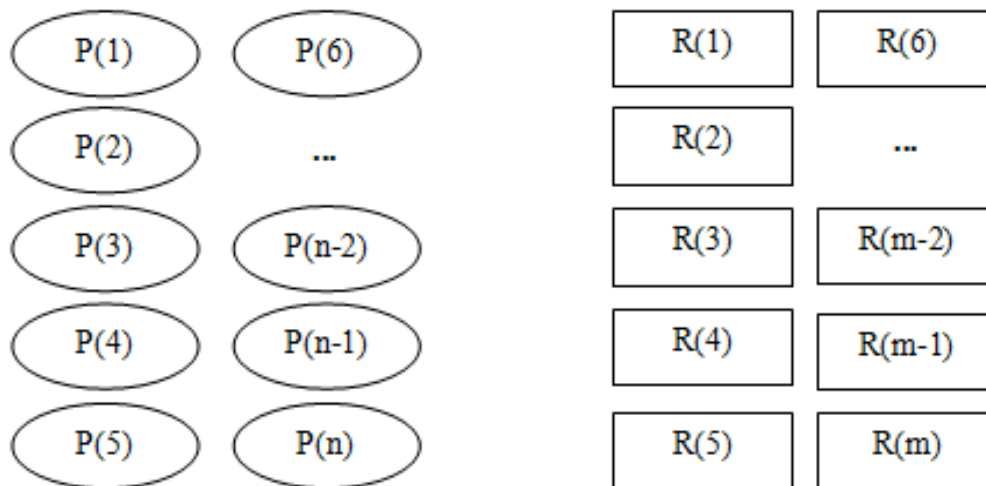 P(1) P(6) R(1) R(6)
P(2) ... R(2) ...
P(3) P(n-2) R(3) R(m-2)
P(4) P(n-1) R(4) R(m-1)
P(5) P(n) R(5) R(m)